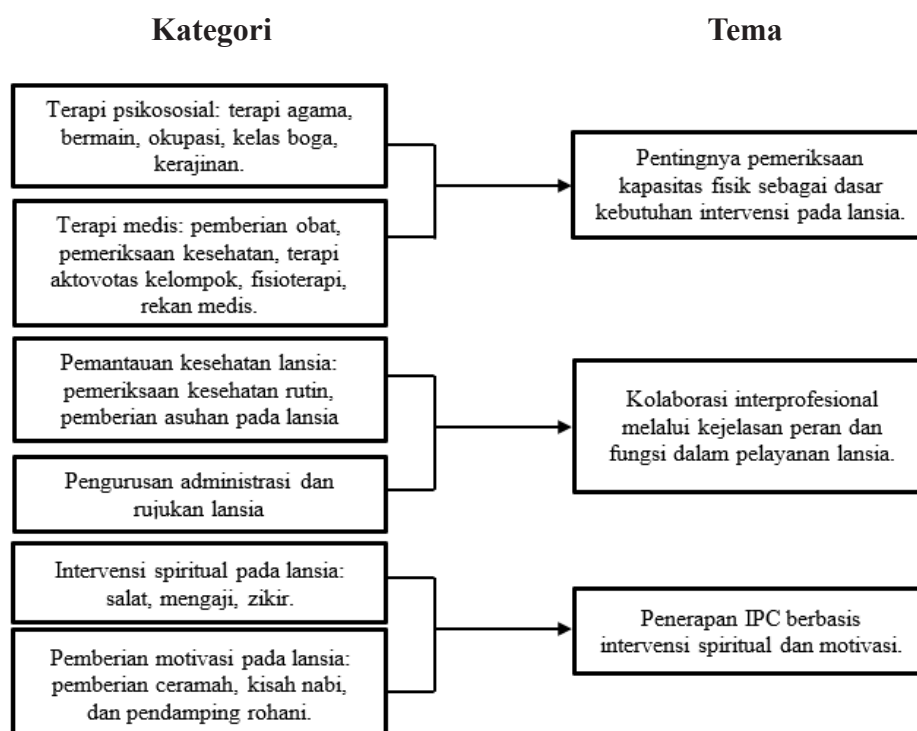 Kategori
Tema
Terapi psikososial: terapi agama,
bermain, okupasi, kelas boga,
kerajinan.
Terapi medis: pemberian obat,
pemeriksaan kesehatan, terapi
aktovotas kelompok, fisioterapi,
rekan medis.
Pentingnya pemeriksaan
kapasitas fisik sebagai dasar
kebutuhan intervensi pada lansia.
Pemantauan kesehatan lansia:
pemeriksaan kesehatan rutin,
pemberian asuhan pada lansia
Pengurusan administrasi dan
rujukan lansia
Kolaborasi interprofesional
melalui kejelasan peran dan
fungsi dalam pelayanan lansia.
Intervensi spiritual pada lansia:
salat, mengaji, zikir.
Pemberian motivasi pada lansia:
pemberian ceramah, kisah nabi,
dan pendamping rohani.
Penerapan IPC berbasis
intervensi spiritual dan motivasi.